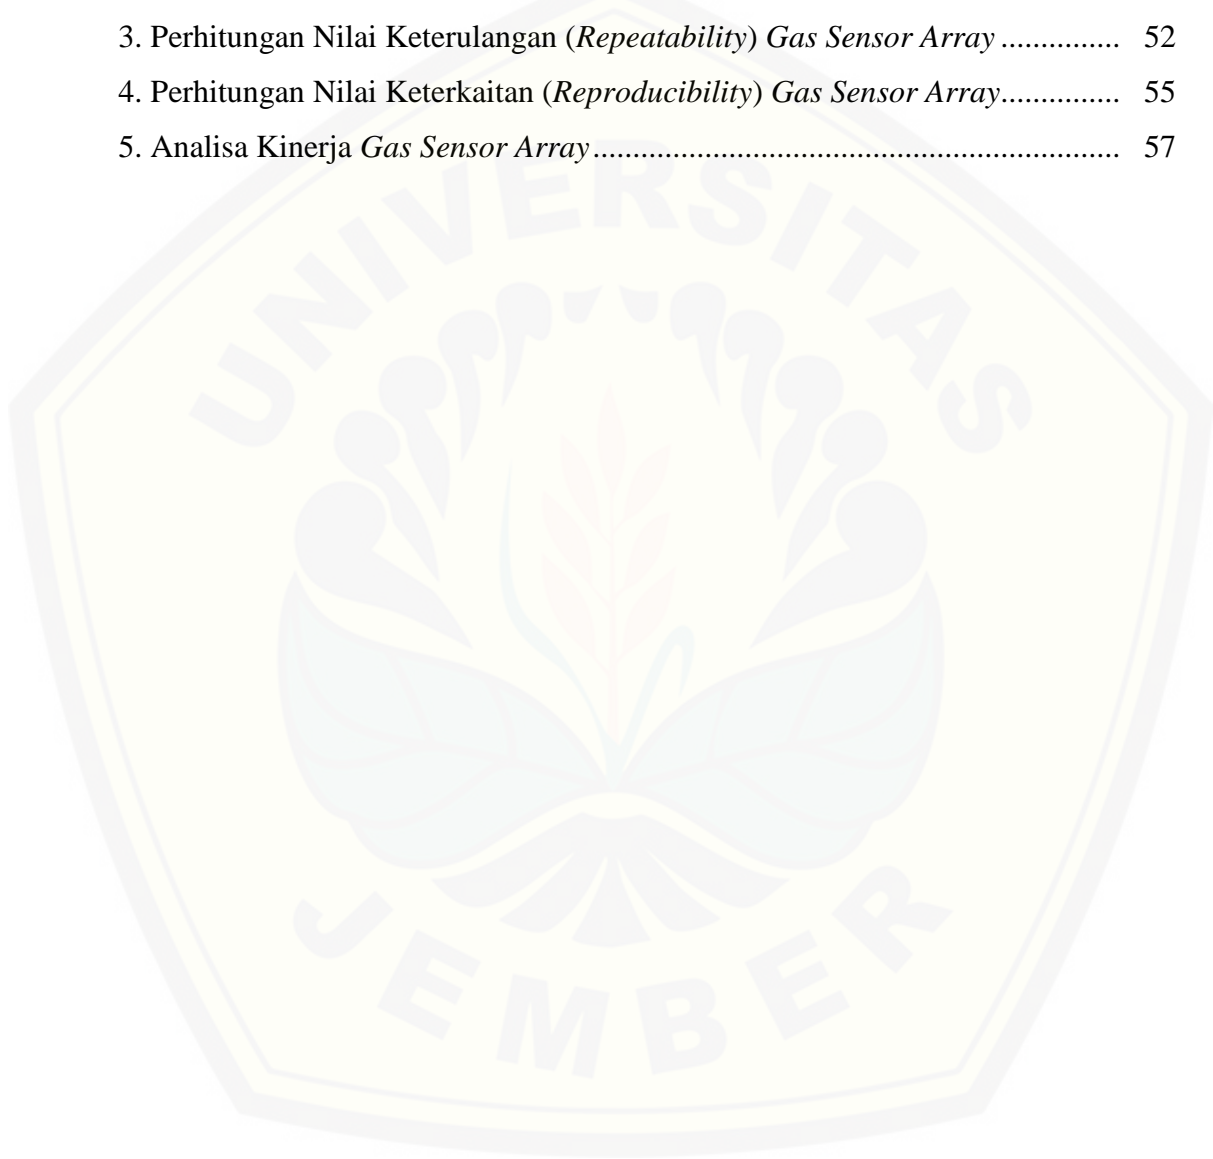 3. Perhitungan Nilai Keterulangan (Repeatability) Gas Sensor Array ............... 52
4. Perhitungan Nilai Keterkaitan (Reproducibility) Gas Sensor Array............... 55
5. Analisa Kinerja Gas Sensor Array.................................................................. 57
UNIVERSITAS
JEMBER